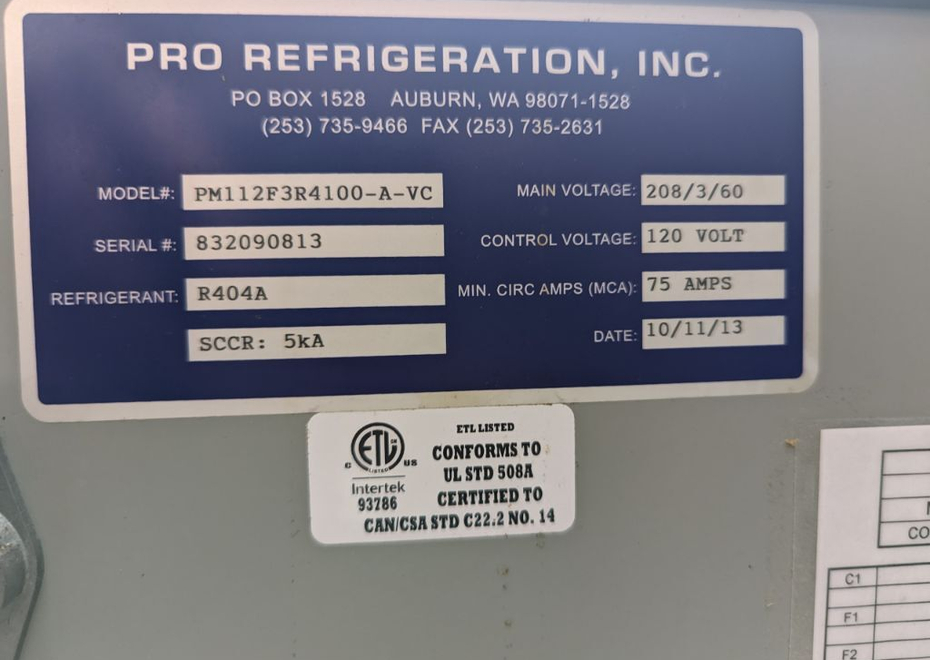 PRO REFRIGERATION, INC.
PO BOX 1528 AUBURN, WA 98071-1528
(253) 735-9466 FAX (253) 735-2631
MODEL#: PM112F3R4100-A-VC
SERIAL #: 832090813
REFRIGERANT: R404A
SCCR: 5kA
MAIN VOLTAGE: 208/3/60
CONTROL VOLTAGE: 120 VOLT
MIN. CIRC AMPS (MCA): 75 AMPS
DATE: 10/11/13
ETL
LISTED
C US
Intertek
93786
ETL LISTED
CONFORMS TO
UL STD 508A
CERTIFIED TO
CAN/CSA STD C22.2 NO. 14
CO
C1
F1
F2